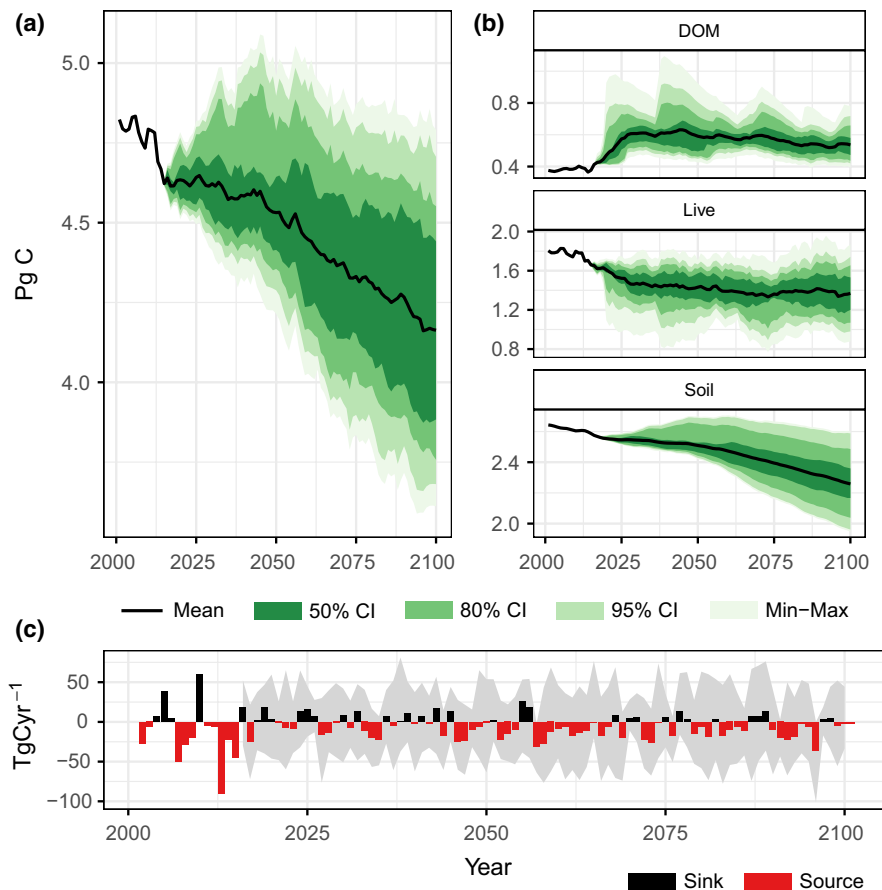 (a)
(b)
Pg C
5.0
4.5
4.0
2000 2025 2050 2075 2100
DOM
0.8
0.4
Live
2.0
1.6
1.2
0.8
Soil
2.4
2.0
2000 2025 2050 2075 2100
Mean 50% CI 80% CI 95% CI Min−Max
(c)
TgCyr⁻¹
50
0
−50
−100
2000 2025 2050 2075 2100
Year
Sink Source